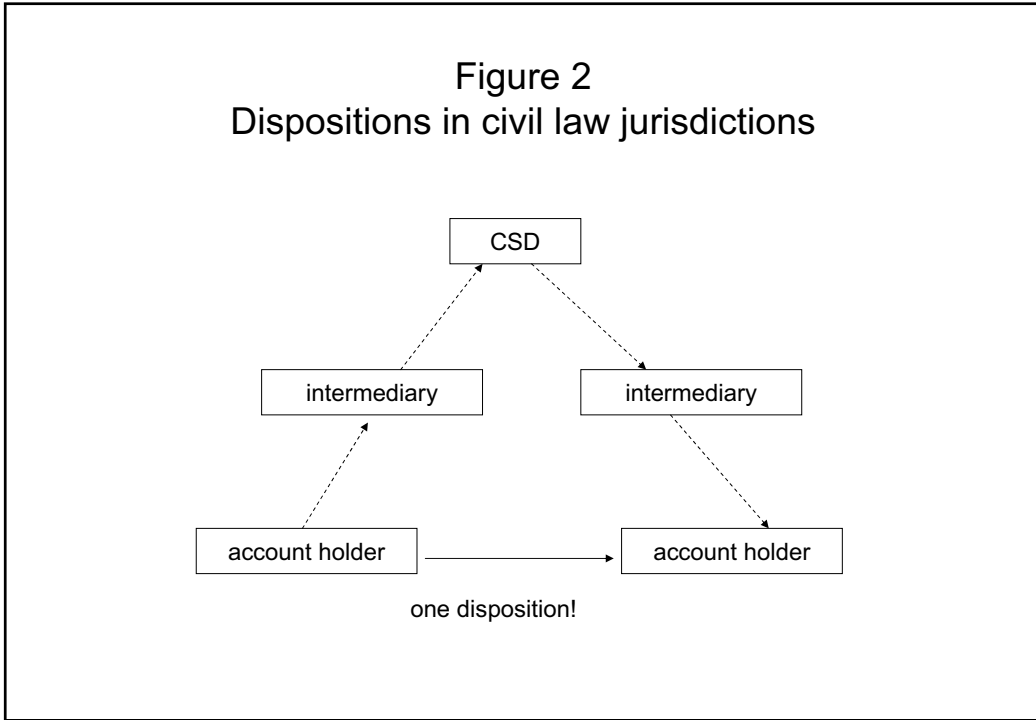 Figure 2
Dispositions in civil law jurisdictions
CSD
intermediary
intermediary
account holder
account holder
one disposition!